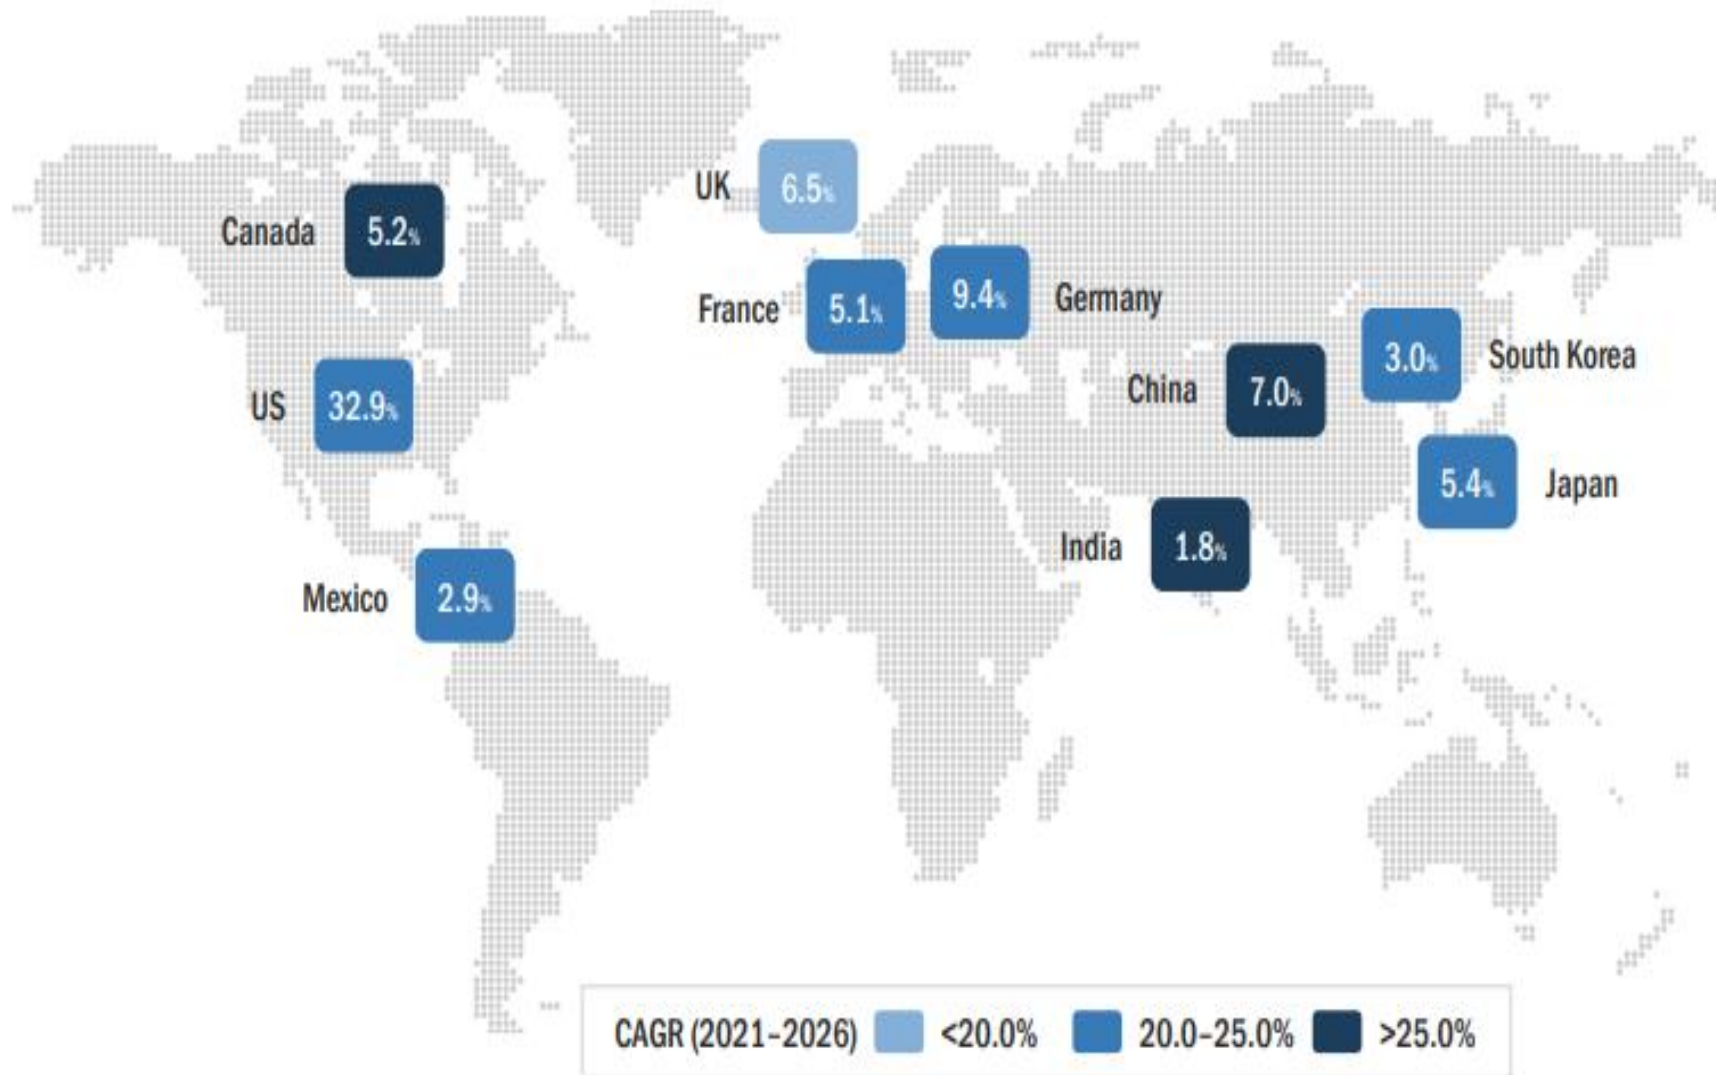 UK 6.5%
Canada 5.2%
France 5.1%
9.4% Germany
3.0% South Korea
China 7.0%
US 32.9%
5.4% Japan
India 1.8%
Mexico 2.9%
CAGR (2021–2026) <20.0% 20.0–25.0% >25.0%